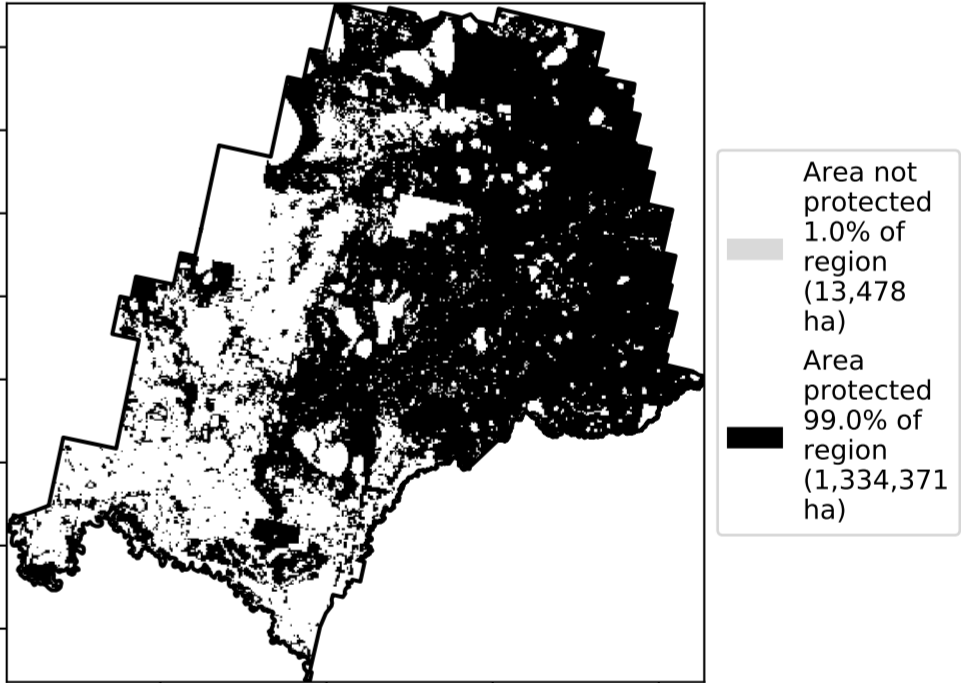 Area not
protected
1.0% of
region
(13,478
ha)
Area
protected
99.0% of
region
(1,334,371
ha)